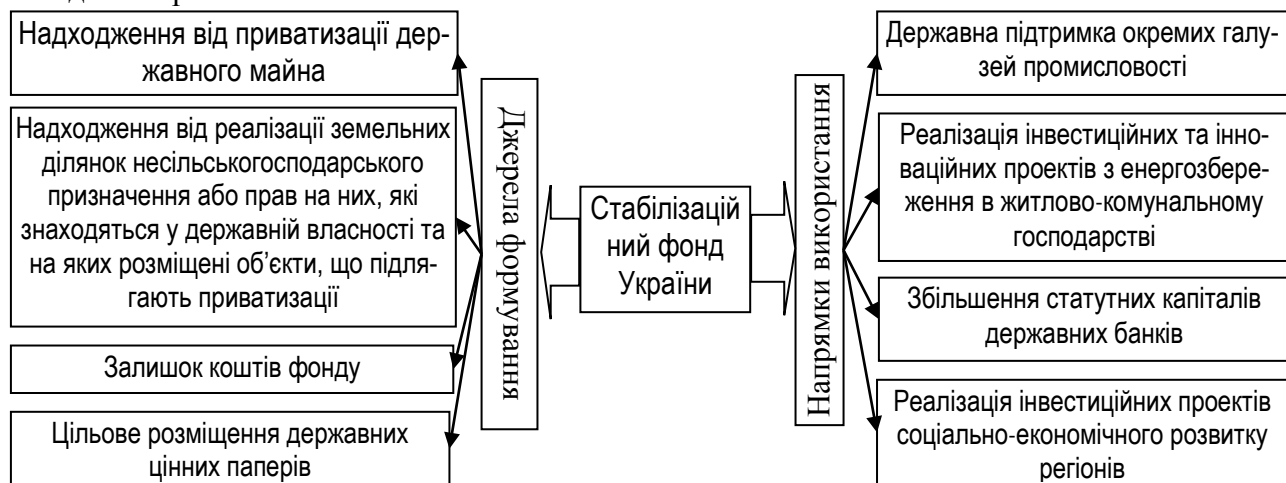 Надходження від приватизації дер-
жавного майна
Надходження від реалізації земельних
ділянок несільськогосподарського
призначення або прав на них, які
знаходяться у державній власності та
на яких розміщені об’єкти, що підля-
гають приватизації
Залишок коштів фонду
Цільове розміщення державних
цінних паперів
Джерела формування
Стабілізацій
ний фонд
України
Напрямки використання
Державна підтримка окремих галу-
зей промисловості
Реалізація інвестиційних та інно-
ваційних проектів з енергозбере-
ження в житлово-комунальному
господарстві
Збільшення статутних капіталів
державних банків
Реалізація інвестиційних проектів
соціально-економічного розвитку
регіонів